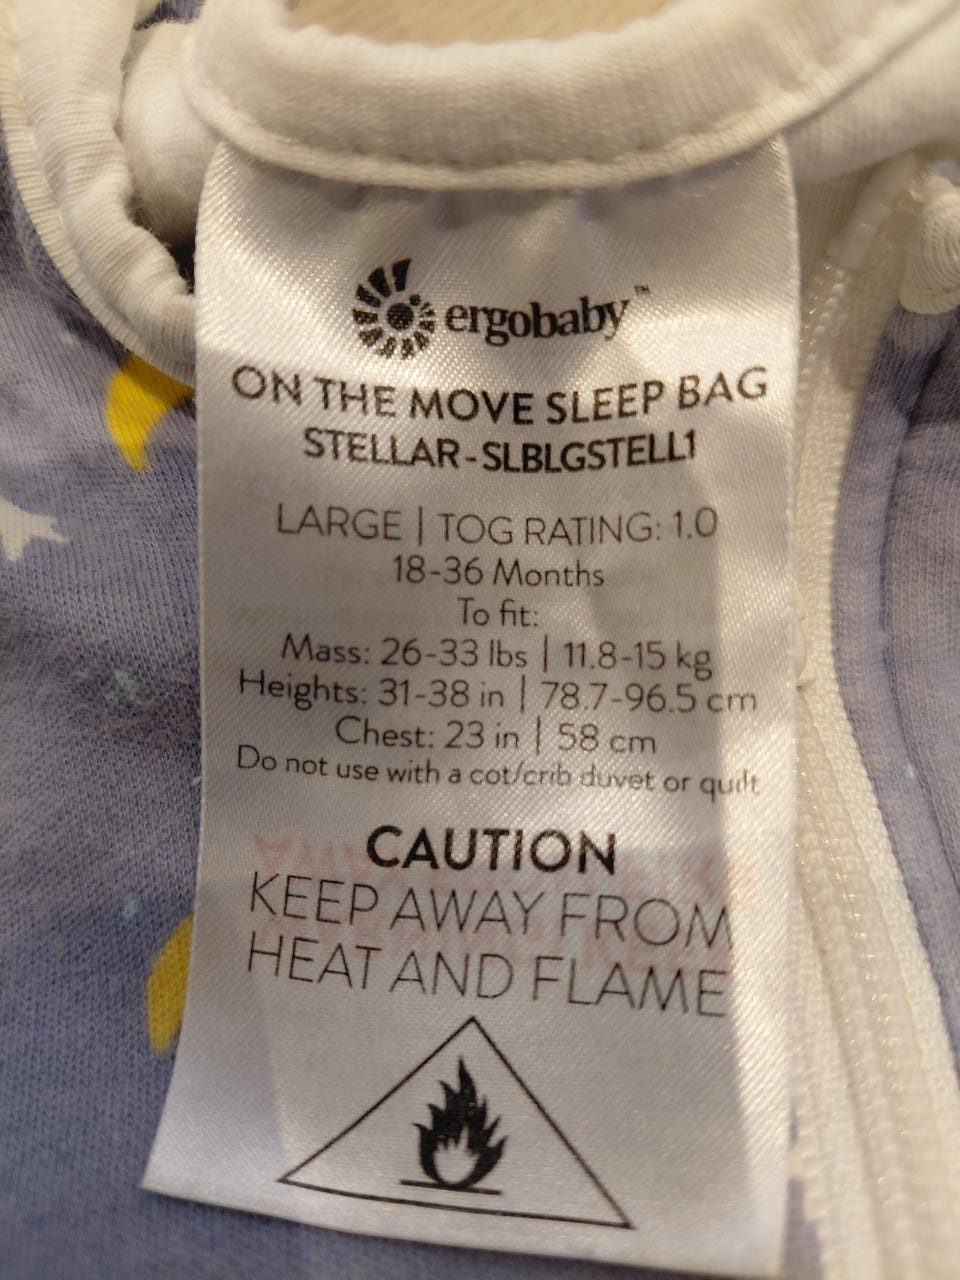 ergobaby™
ON THE MOVE SLEEP BAG
STELLAR-SLBLGSTELL1
LARGE | TOG RATING: 1.0
18-36 Months
To fit:
Mass: 26-33 lbs | 11.8-15 kg
Heights: 31-38 in | 78.7-96.5 cm
Chest: 23 in | 58 cm
Do not use with a cot/crib duvet or quilt
CAUTION
KEEP AWAY FROM
HEAT AND FLAME